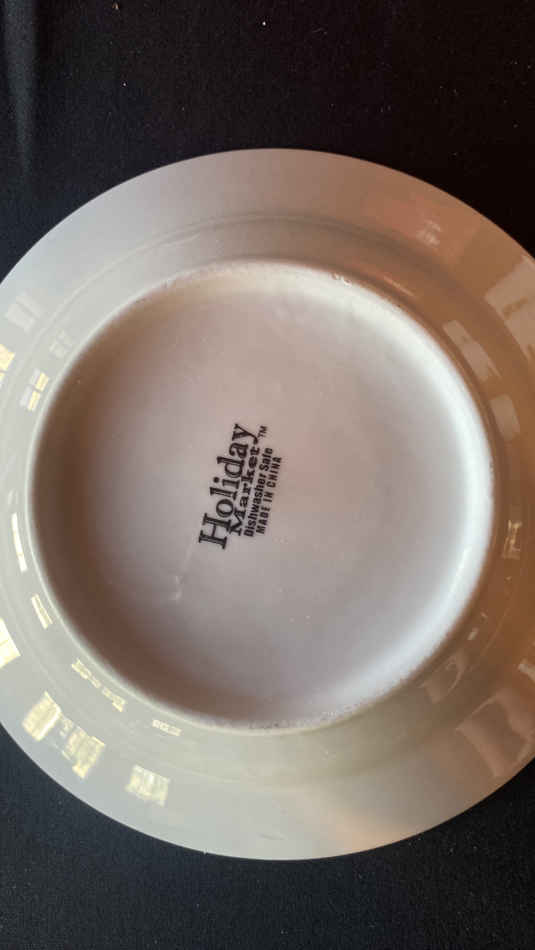 Holiday
Market™
Dishwasher Safe
MADE IN CHINA